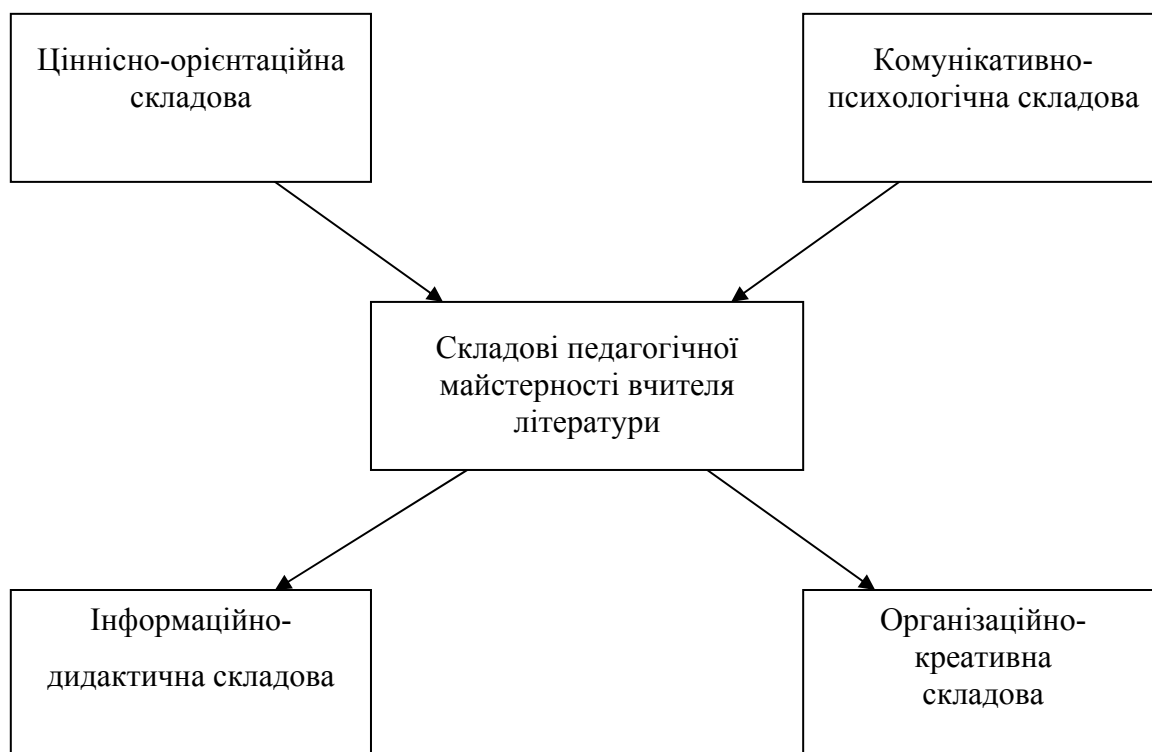 Ціннісно-орієнтаційна
складова
Комунікативно-
психологічна складова
Складові педагогічної
майстерності вчителя
літератури
Інформаційно-
дидактична складова
Організаційно-
креативна
складова